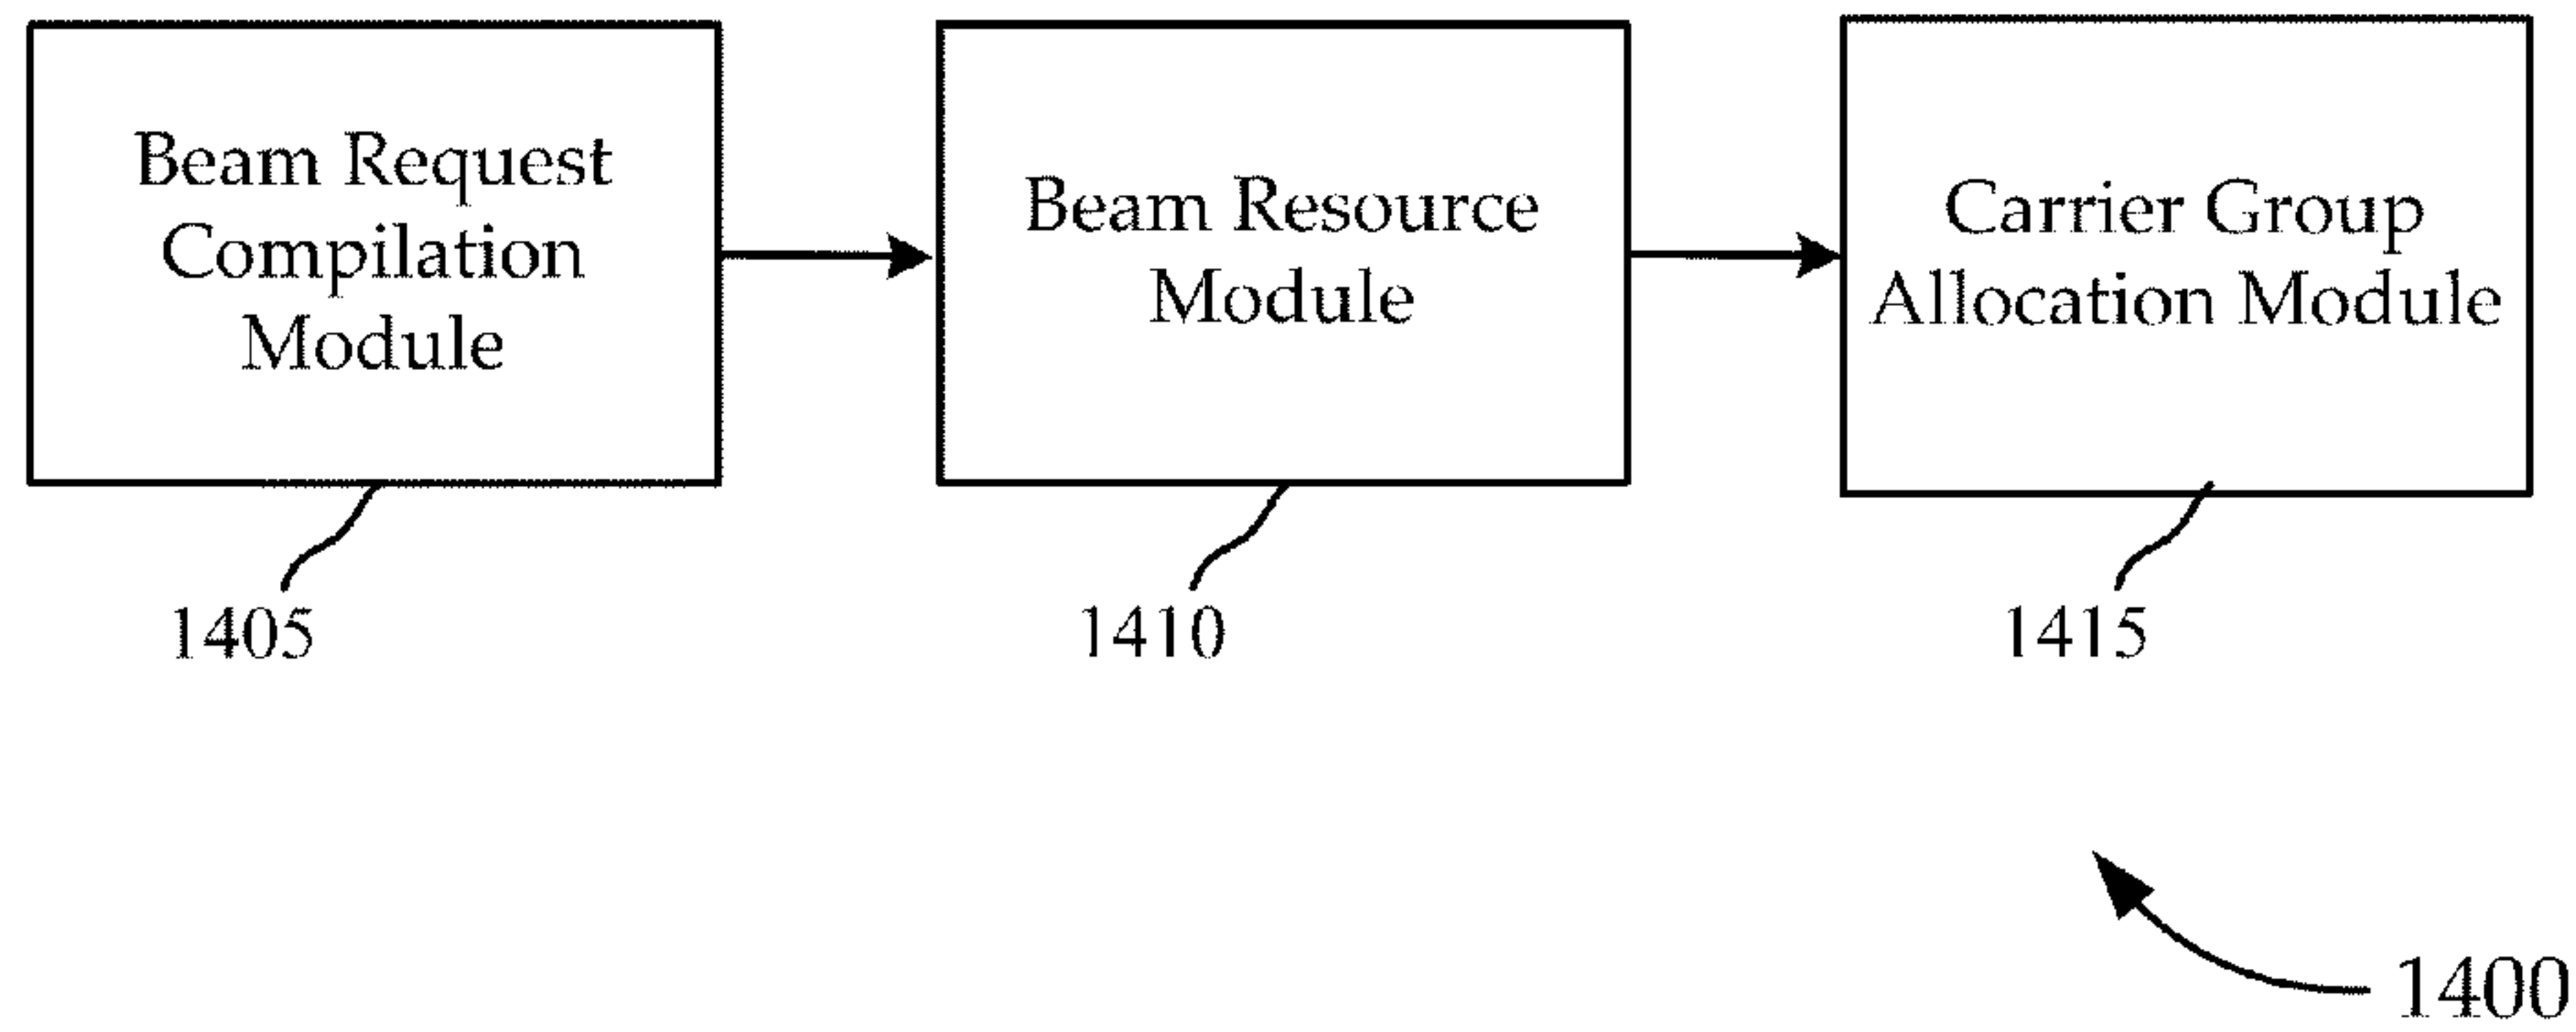 Beam Request
Compilation
Module
Beam Resource
Module
Carrier Group
Allocation Module
1405
1410
1415
1400